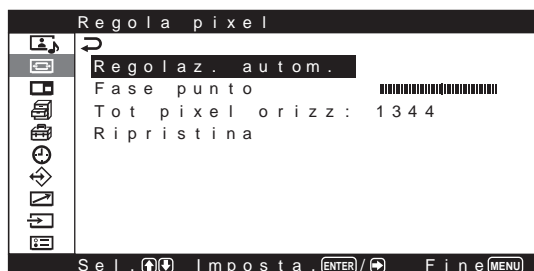 Regola pixel
Regolaz. autom.
Fase punto
Tot pixel orizz: 1344
Ripristina
Sel. Imposta. ENTER / Fine MENU